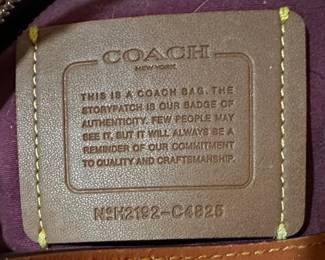 COACH
NEW YORK
THIS IS A COACH BAG. THE
STORYPATCH IS OUR BADGE OF
AUTHENTICITY. FEW PEOPLE MAY
SEE IT, BUT IT WILL ALWAYS BE A
REMINDER OF OUR COMMITMENT
TO QUALITY AND CRAFTSMANSHIP.
NºH2192-C4825